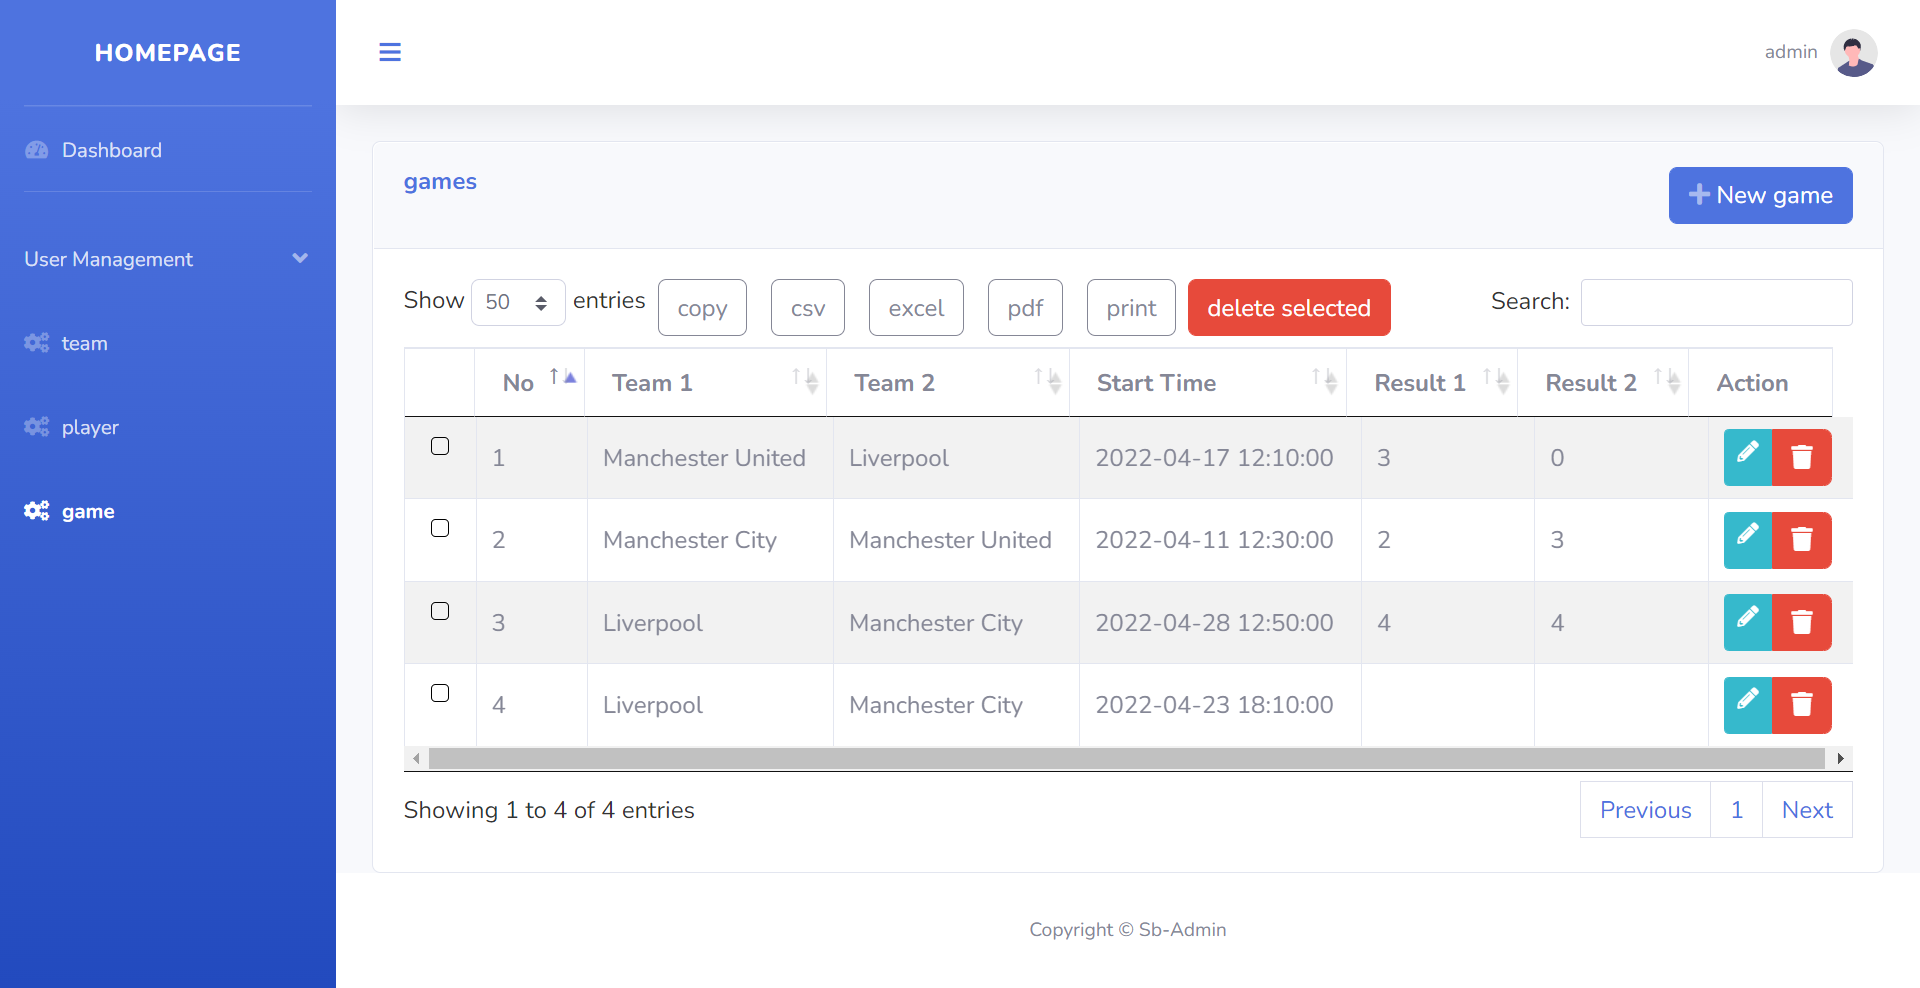 HOMEPAGE
admin
Dashboard
games
New game
User Management
Show 50 entries copy csv excel pdf print delete selected Search:
team
No Team 1 Team 2 Start Time Result 1 Result 2 Action
player
1 Manchester United Liverpool 2022-04-17 12:10:00 3 0
game
2 Manchester City Manchester United 2022-04-11 12:30:00 2 3
3 Liverpool Manchester City 2022-04-28 12:50:00 4 4
4 Liverpool Manchester City 2022-04-23 18:10:00
Showing 1 to 4 of 4 entries
Previous 1 Next
Copyright © Sb-Admin